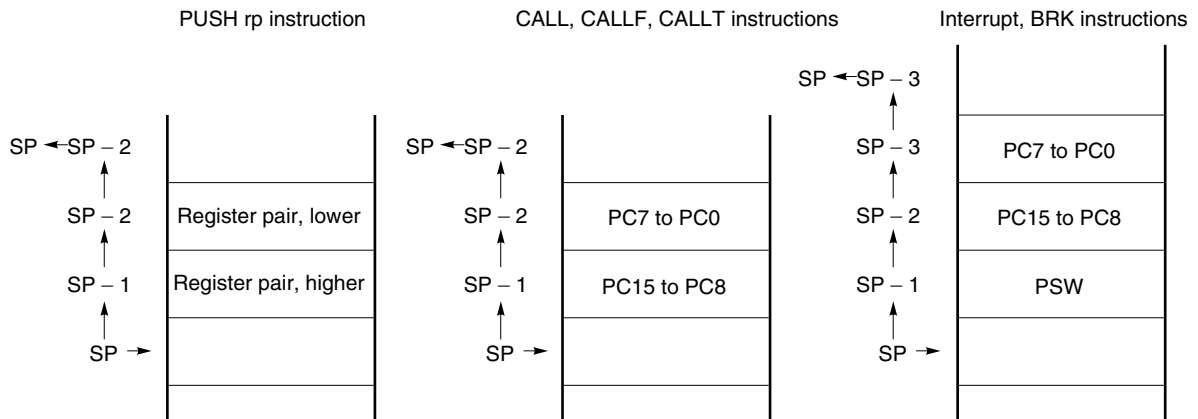 PUSH rp instruction
SP
SP – 2
SP – 2
Register pair, lower
SP – 1
Register pair, higher
SP
CALL, CALLF, CALLT instructions
SP
SP – 2
SP – 2
PC7 to PC0
SP – 1
PC15 to PC8
SP
Interrupt, BRK instructions
SP
SP – 3
SP – 3
PC7 to PC0
SP – 2
PC15 to PC8
SP – 1
PSW
SP